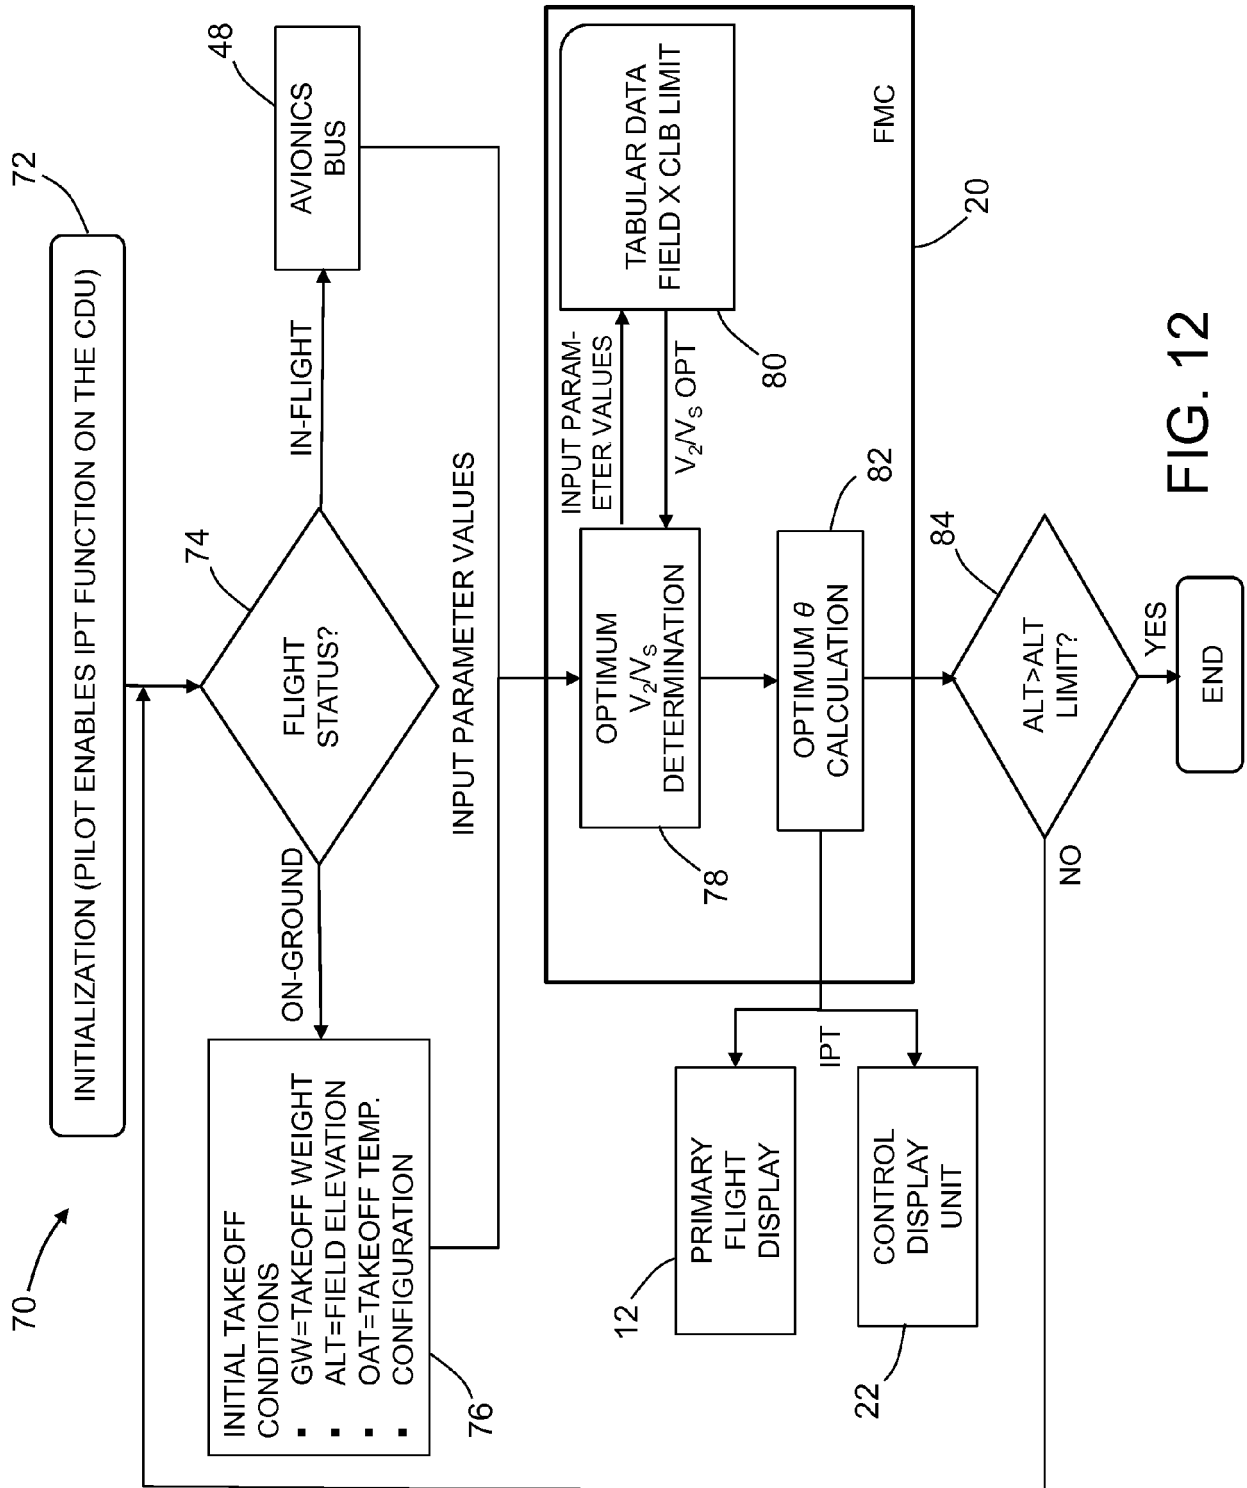 70
72
INITIALIZATION (PILOT ENABLES IPT FUNCTION ON THE CDU)
74
FLIGHT
STATUS?
ON-GROUND
IN-FLIGHT
48
AVIONICS
BUS
INITIAL TAKEOFF
CONDITIONS
▪ GW=TAKEOFF WEIGHT
▪ ALT=FIELD ELEVATION
▪ OAT=TAKEOFF TEMP.
▪ CONFIGURATION
76
INPUT PARAMETER VALUES
OPTIMUM
V₂/Vₛ
DETERMINATION
78
INPUT PARAM-
ETER VALUES
V₂/Vₛ OPT
TABULAR DATA
FIELD X CLB LIMIT
80
OPTIMUM θ
CALCULATION
82
FMC
20
PRIMARY
FLIGHT
DISPLAY
12
IPT
CONTROL
DISPLAY
UNIT
22
84
ALT>ALT
LIMIT?
NO
YES
END
FIG. 12